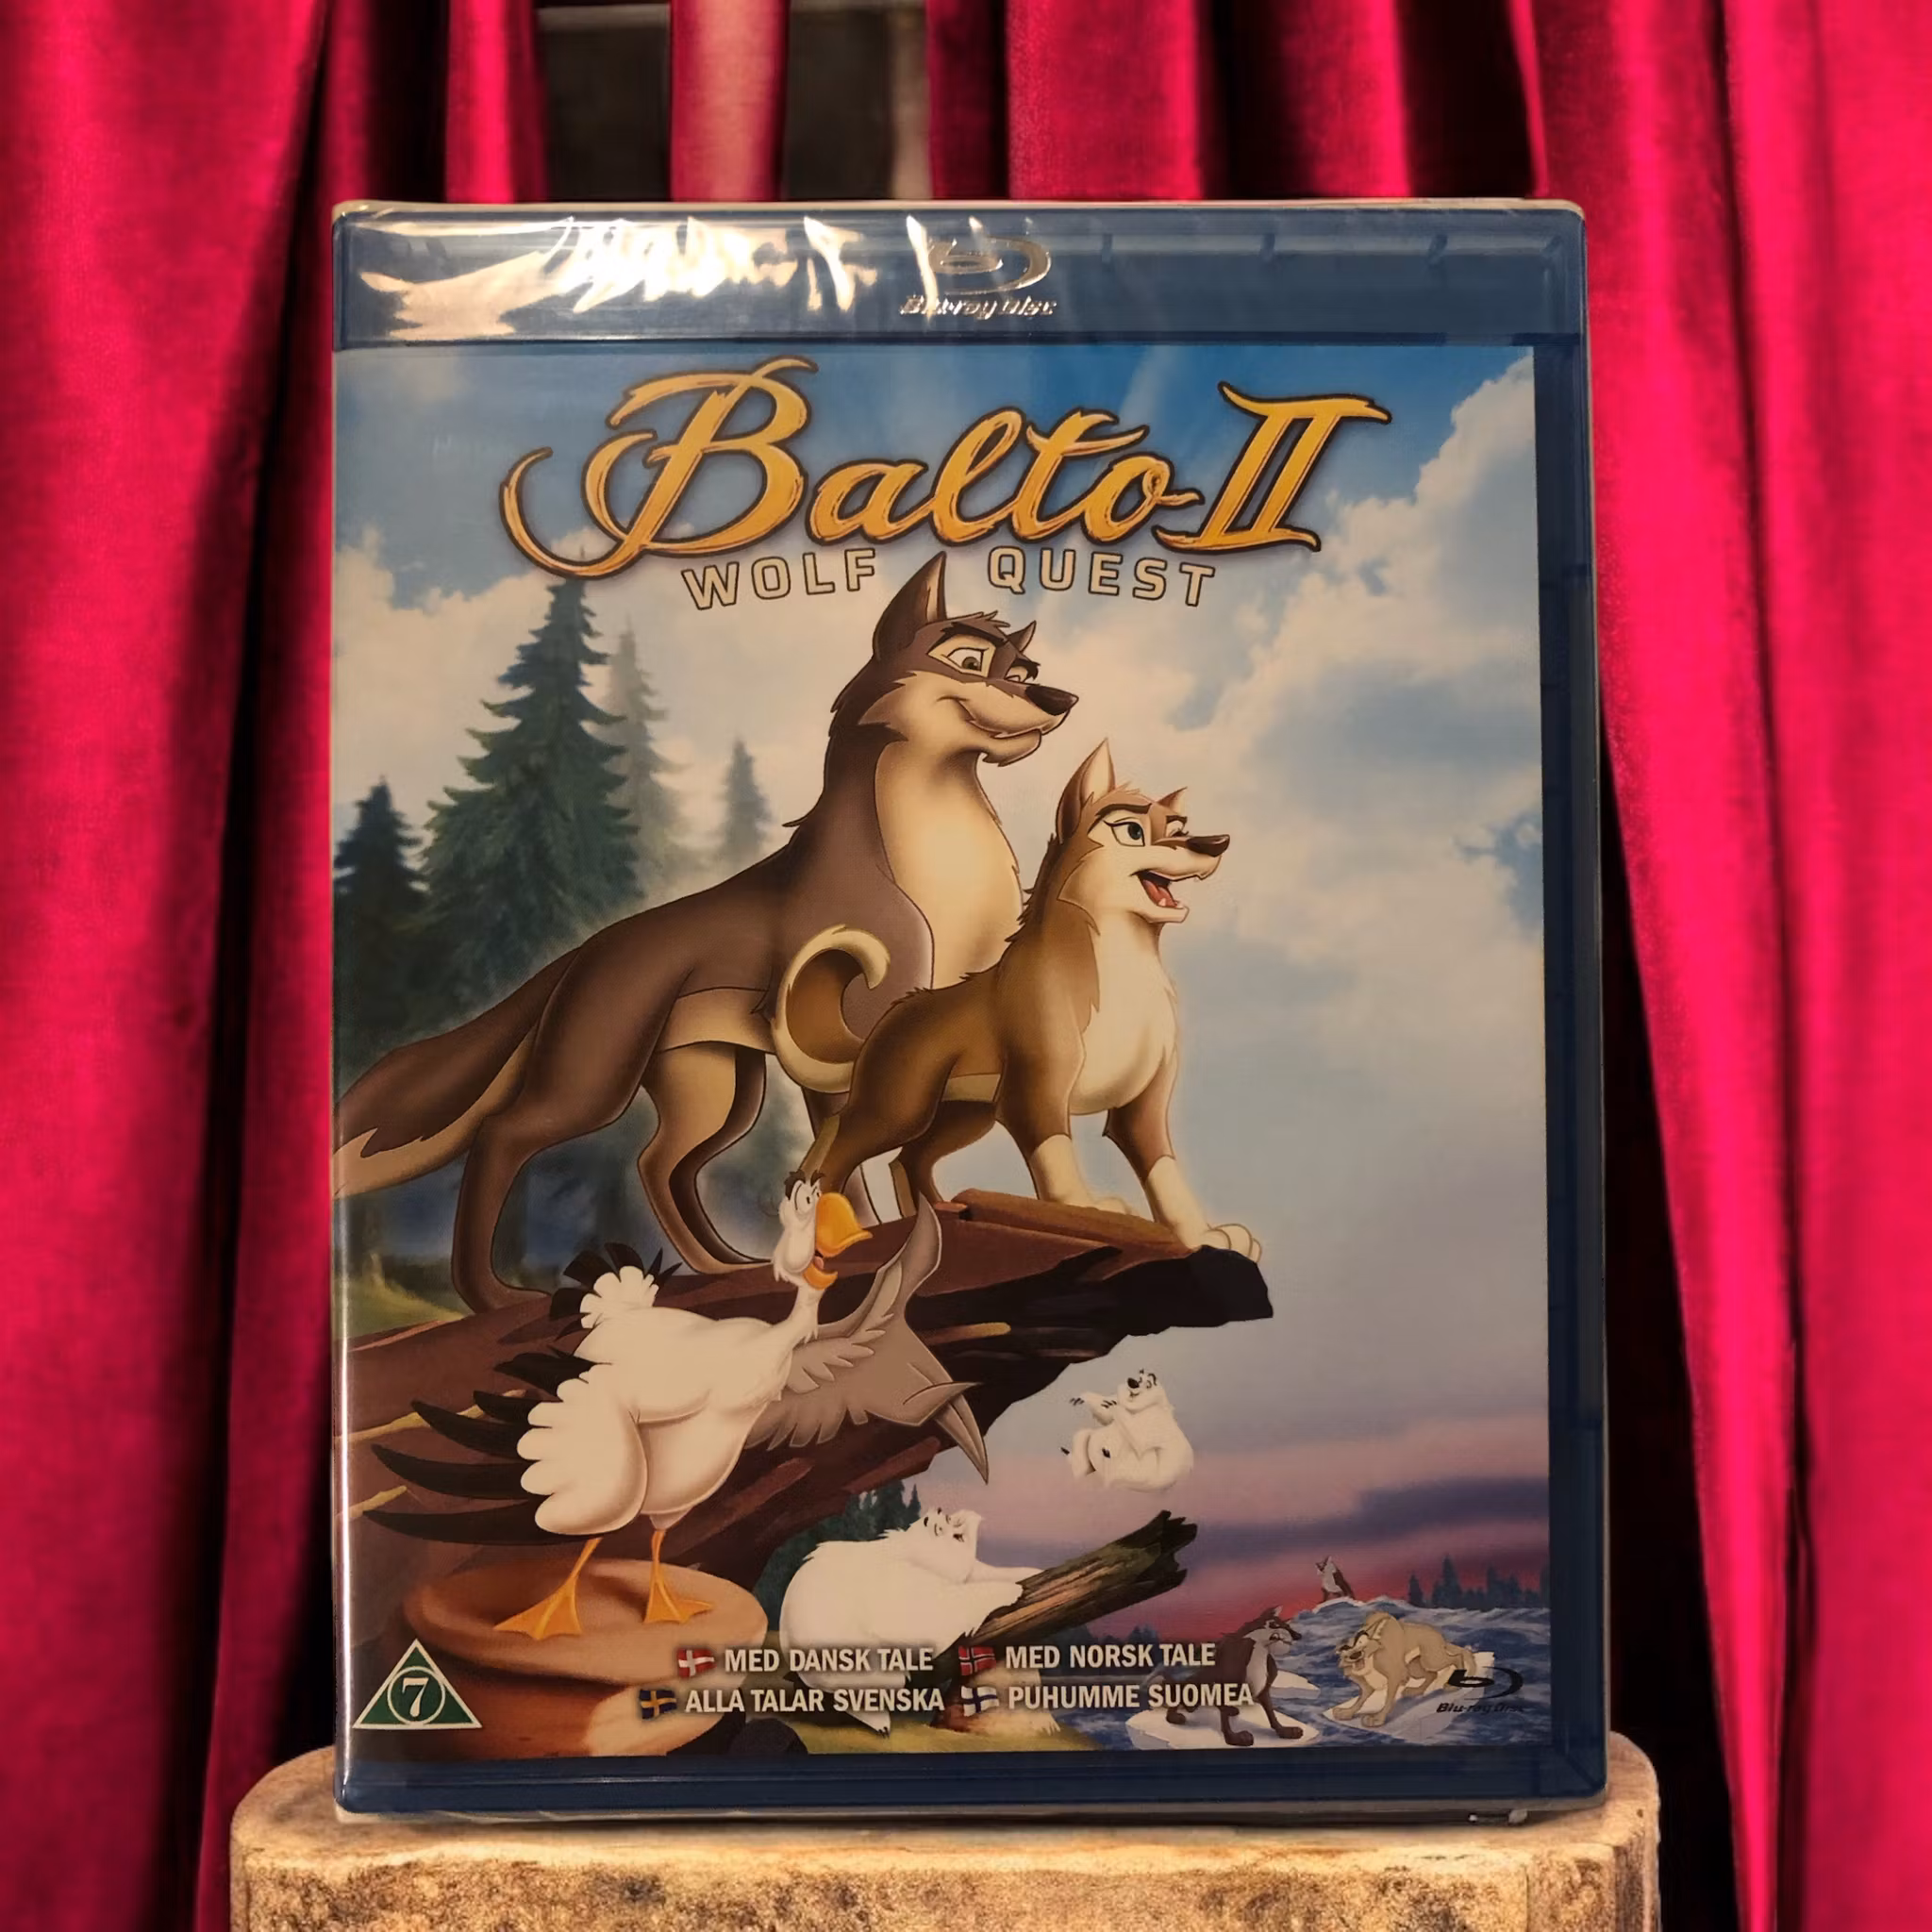 Blu-ray Disc
Balto II
WOLF QUEST
MED DANSK TALE MED NORSK TALE
7 ALLA TALAR SVENSKA PUHUMME SUOMEA
Blu-ray Disc